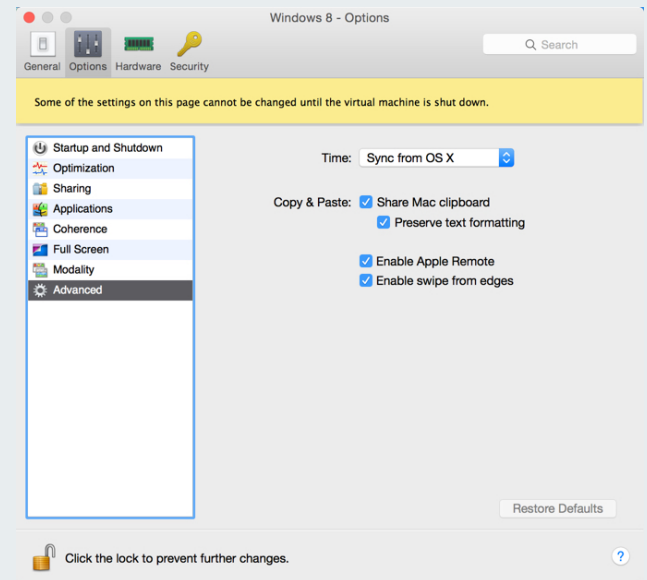 Windows 8 - Options
General Options Hardware Security
Search
Some of the settings on this page cannot be changed until the virtual machine is shut down.
Startup and Shutdown
Optimization
Sharing
Applications
Coherence
Full Screen
Modality
Advanced
Time: Sync from OS X
Copy & Paste: Share Mac clipboard
Preserve text formatting
Enable Apple Remote
Enable swipe from edges
Restore Defaults
Click the lock to prevent further changes.
?